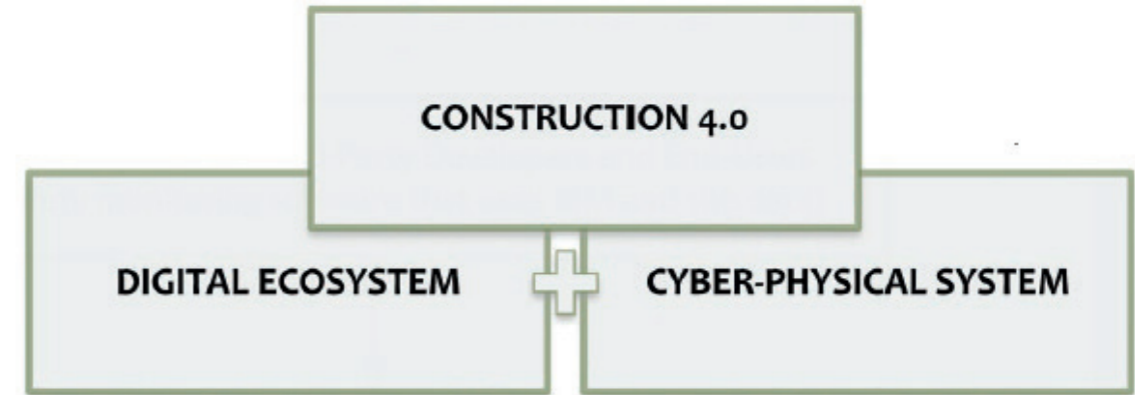 CONSTRUCTION 4.0
DIGITAL ECOSYSTEM
CYBER-PHYSICAL SYSTEM